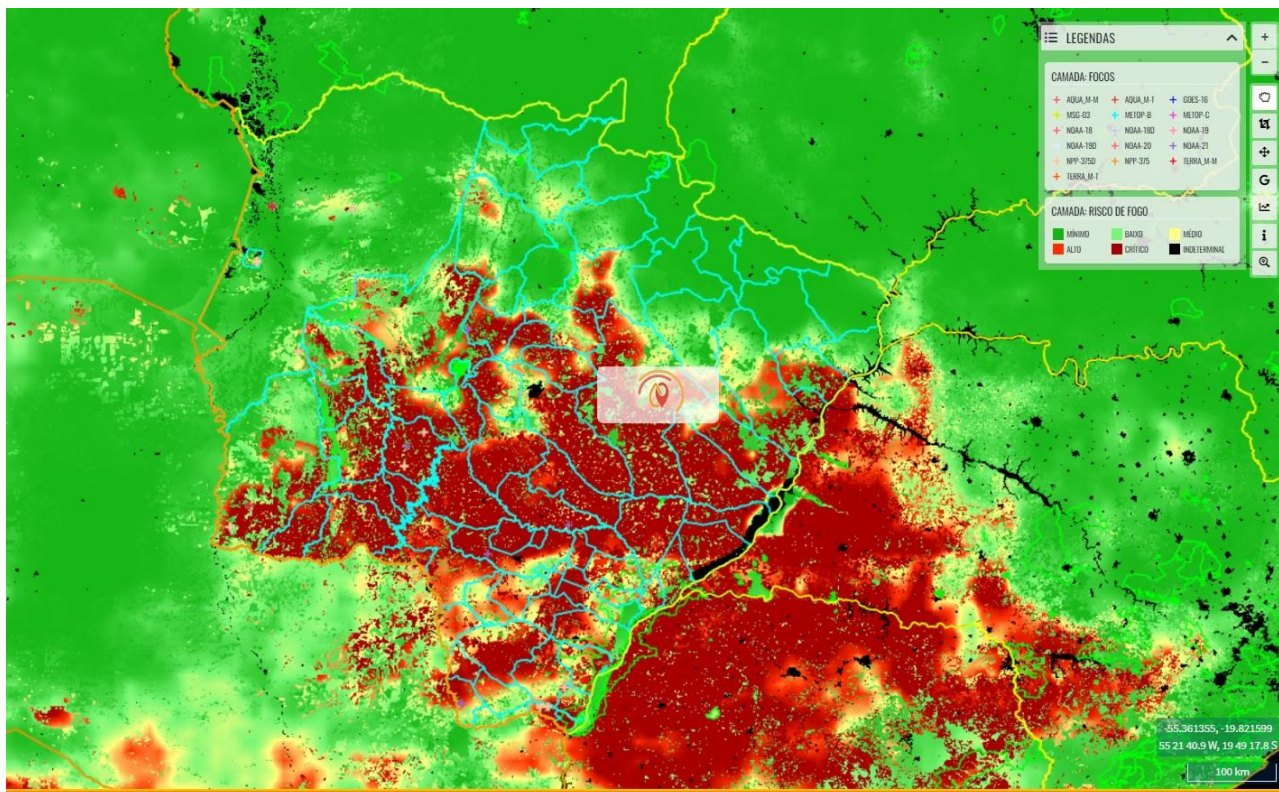 LEGENDAS
CAMADA: FOCOS
AQUA_M-M AQUA_M-T GOES-16
MSG-03 METOP-B METOP-C
NOAA-18 NOAA-18D NOAA-19
NOAA-19D NOAA-20 NOAA-21
NPP-375D NPP-375 TERRA_M-M
TERRA_M-T
CAMADA: RISCO DE FOGO
MÍNIMO BAIXO MÉDIO
ALTO CRÍTICO INDETERMINAD
-55.361355, -19.821599
55 21 40.9 W, 19 49 17.8 S
100 km